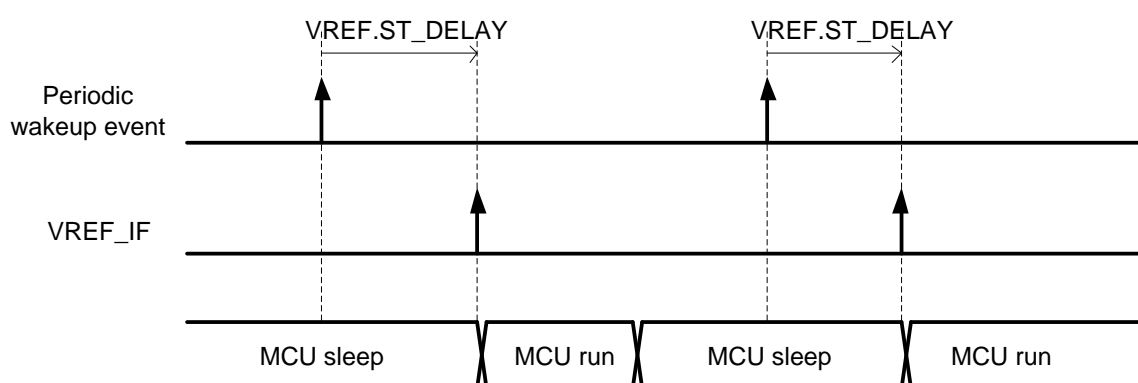 VREF.ST_DELAY VREF.ST_DELAY
Periodic
wakeup event
VREF_IF
MCU sleep MCU run MCU sleep MCU run